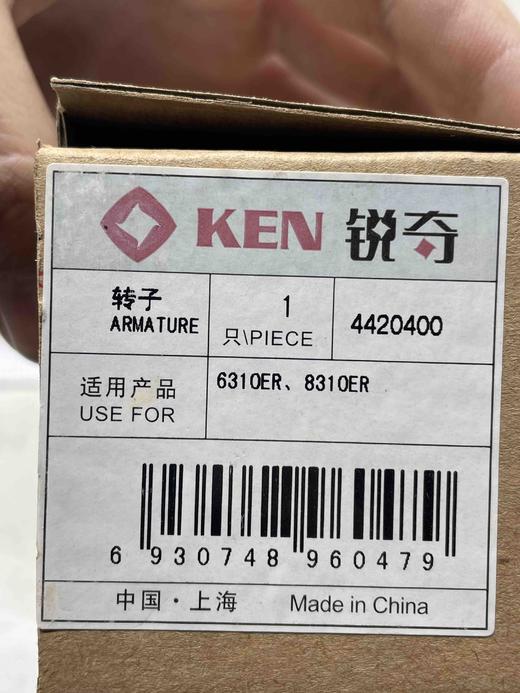 KEN 锐奇
转子
ARMATURE
1
只\PIECE
4420400
适用产品
USE FOR
6310ER、8310ER
6 930748 960479
中国·上海 Made in China